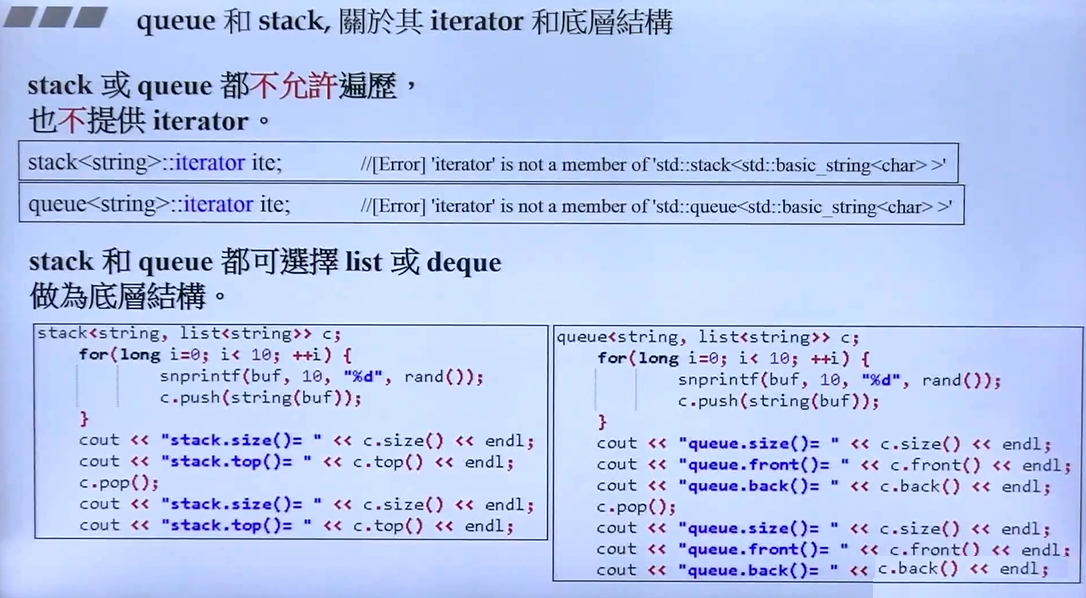 queue 和 stack, 關於其 iterator 和底層結構
stack 或 queue 都不允許遍歷，
也不提供 iterator。
stack<string>::iterator ite; //[Error] 'iterator' is not a member of 'std::stack<std::basic_string<char> >'
queue<string>::iterator ite; //[Error] 'iterator' is not a member of 'std::queue<std::basic_string<char> >'
stack 和 queue 都可選擇 list 或 deque
做為底層結構。
stack<string, list<string>> c;
for(long i=0; i< 10; ++i) {
snprintf(buf, 10, "%d", rand());
c.push(string(buf));
}
cout << "stack.size()= " << c.size() << endl;
cout << "stack.top()= " << c.top() << endl;
c.pop();
cout << "stack.size()= " << c.size() << endl;
cout << "stack.top()= " << c.top() << endl;
queue<string, list<string>> c;
for(long i=0; i< 10; ++i) {
snprintf(buf, 10, "%d", rand());
c.push(string(buf));
}
cout << "queue.size()= " << c.size() << endl;
cout << "queue.front()= " << c.front() << endl;
cout << "queue.back()= " << c.back() << endl;
c.pop();
cout << "queue.size()= " << c.size() << endl;
cout << "queue.front()= " << c.front() << endl;
cout << "queue.back()= " << c.back() << endl;